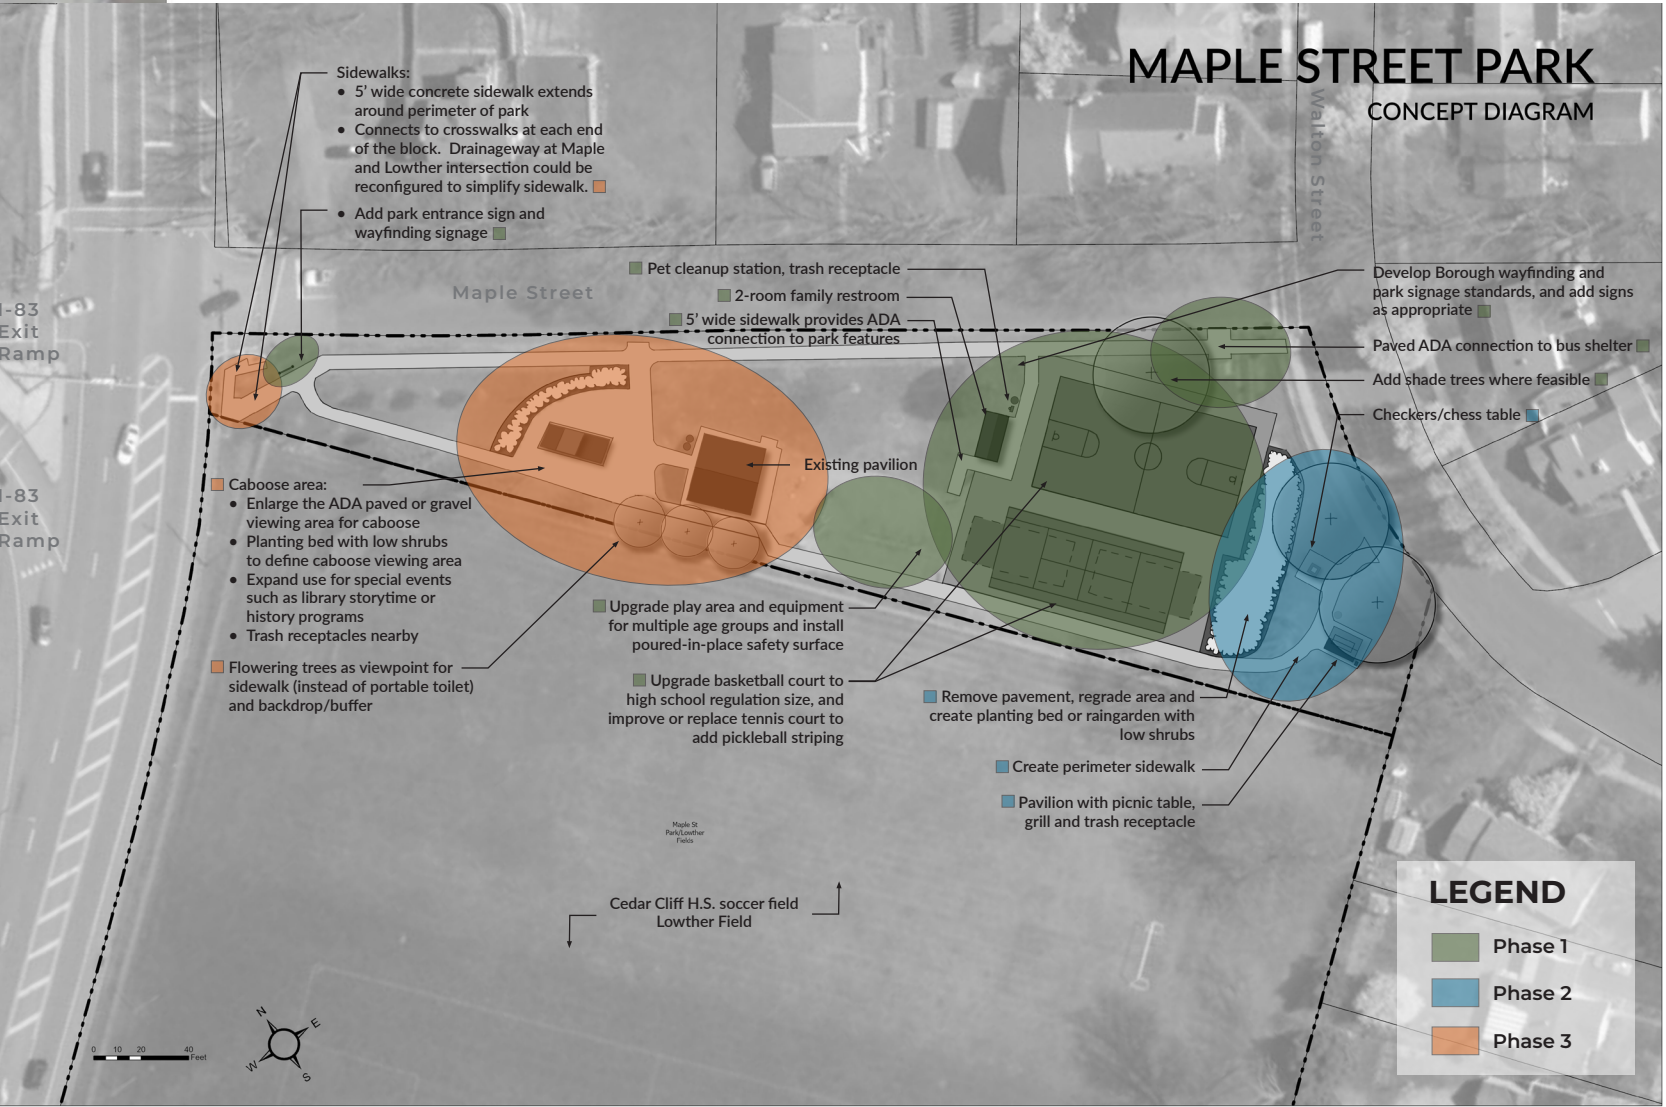 MAPLE STREET PARK
CONCEPT DIAGRAM
Sidewalks:
• 5' wide concrete sidewalk extends
around perimeter of park
• Connects to crosswalks at each end
of the block. Drainageway at Maple
and Lowther intersection could be
reconfigured to simplify sidewalk.
• Add park entrance sign and
wayfinding signage
Walton Street
Maple Street
I-83
Exit
Ramp
I-83
Exit
Ramp
Pet cleanup station, trash receptacle
2-room family restroom
5' wide sidewalk provides ADA
connection to park features
Develop Borough wayfinding and
park signage standards, and add signs
as appropriate
Paved ADA connection to bus shelter
Add shade trees where feasible
Checkers/chess table
Existing pavilion
Caboose area:
• Enlarge the ADA paved or gravel
viewing area for caboose
• Planting bed with low shrubs
to define caboose viewing area
• Expand use for special events
such as library storytime or
history programs
• Trash receptacles nearby
Flowering trees as viewpoint for
sidewalk (instead of portable toilet)
and backdrop/buffer
Upgrade play area and equipment
for multiple age groups and install
poured-in-place safety surface
Upgrade basketball court to
high school regulation size, and
improve or replace tennis court to
add pickleball striping
Remove pavement, regrade area and
create planting bed or raingarden with
low shrubs
Create perimeter sidewalk
Pavilion with picnic table,
grill and trash receptacle
Maple St
Park/Lowther
Fields
Cedar Cliff H.S. soccer field
Lowther Field
LEGEND
Phase 1
Phase 2
Phase 3
N
E
W
S
0 10 20 40
Feet